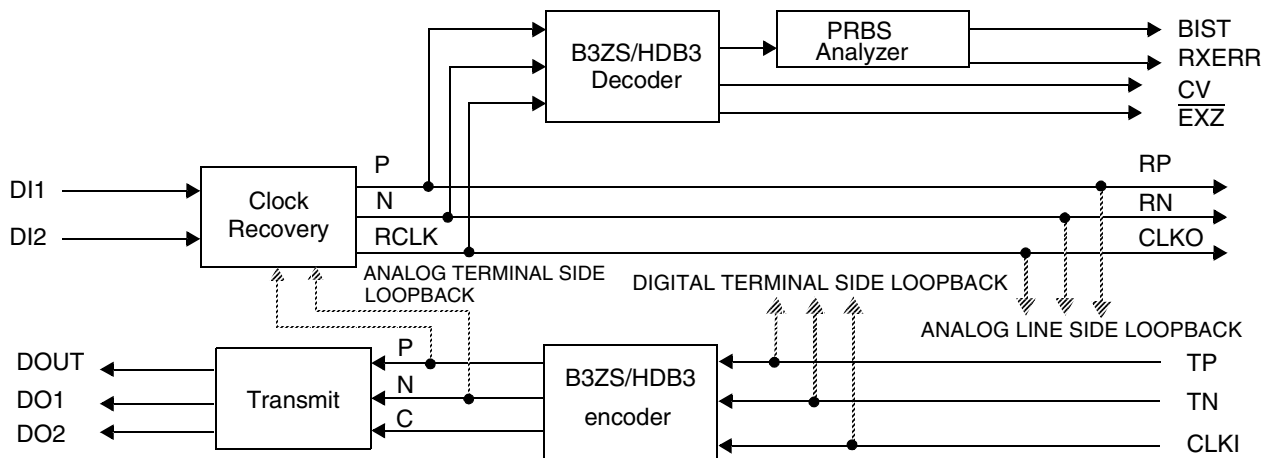 B3ZS/HDB3
Decoder
PRBS
Analyzer
BIST
RXERR
CV
EXZ
DI1
DI2
Clock
Recovery
P
N
RCLK
RP
RN
CLKO
ANALOG TERMINAL SIDE
LOOPBACK
DIGITAL TERMINAL SIDE LOOPBACK
ANALOG LINE SIDE LOOPBACK
DOUT
DO1
DO2
Transmit
P
N
C
B3ZS/HDB3
encoder
TP
TN
CLKI